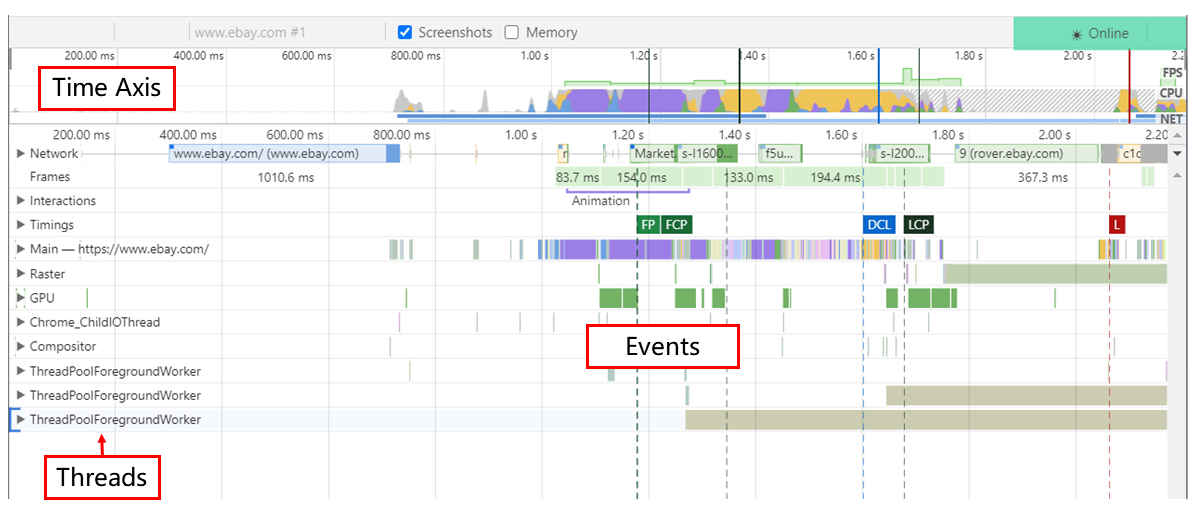 www.ebay.com #1 Screenshots Memory Online
200.00 ms 400.00 ms 600.00 ms 800.00 ms 1.00 s 1.20 s 1.40 s 1.60 s 1.80 s 2.00 s 2.2
Time Axis
FPS
CPU
NET
200.00 ms 400.00 ms 600.00 ms 800.00 ms 1.00 s 1.20 s 1.40 s 1.60 s 1.80 s 2.00 s 2.20
Network www.ebay.com/ (www.ebay.com) r Market, s-l1600... f5u... s-l200... 9 (rover.ebay.com) c1c
Frames 1010.6 ms 83.7 ms 154.0 ms 133.0 ms 194.4 ms 367.3 ms
Interactions Animation
Timings FP FCP DCL LCP L
Main — https://www.ebay.com/
Raster
GPU
Chrome_ChildIOThread
Compositor
Events
ThreadPoolForegroundWorker
ThreadPoolForegroundWorker
ThreadPoolForegroundWorker
Threads